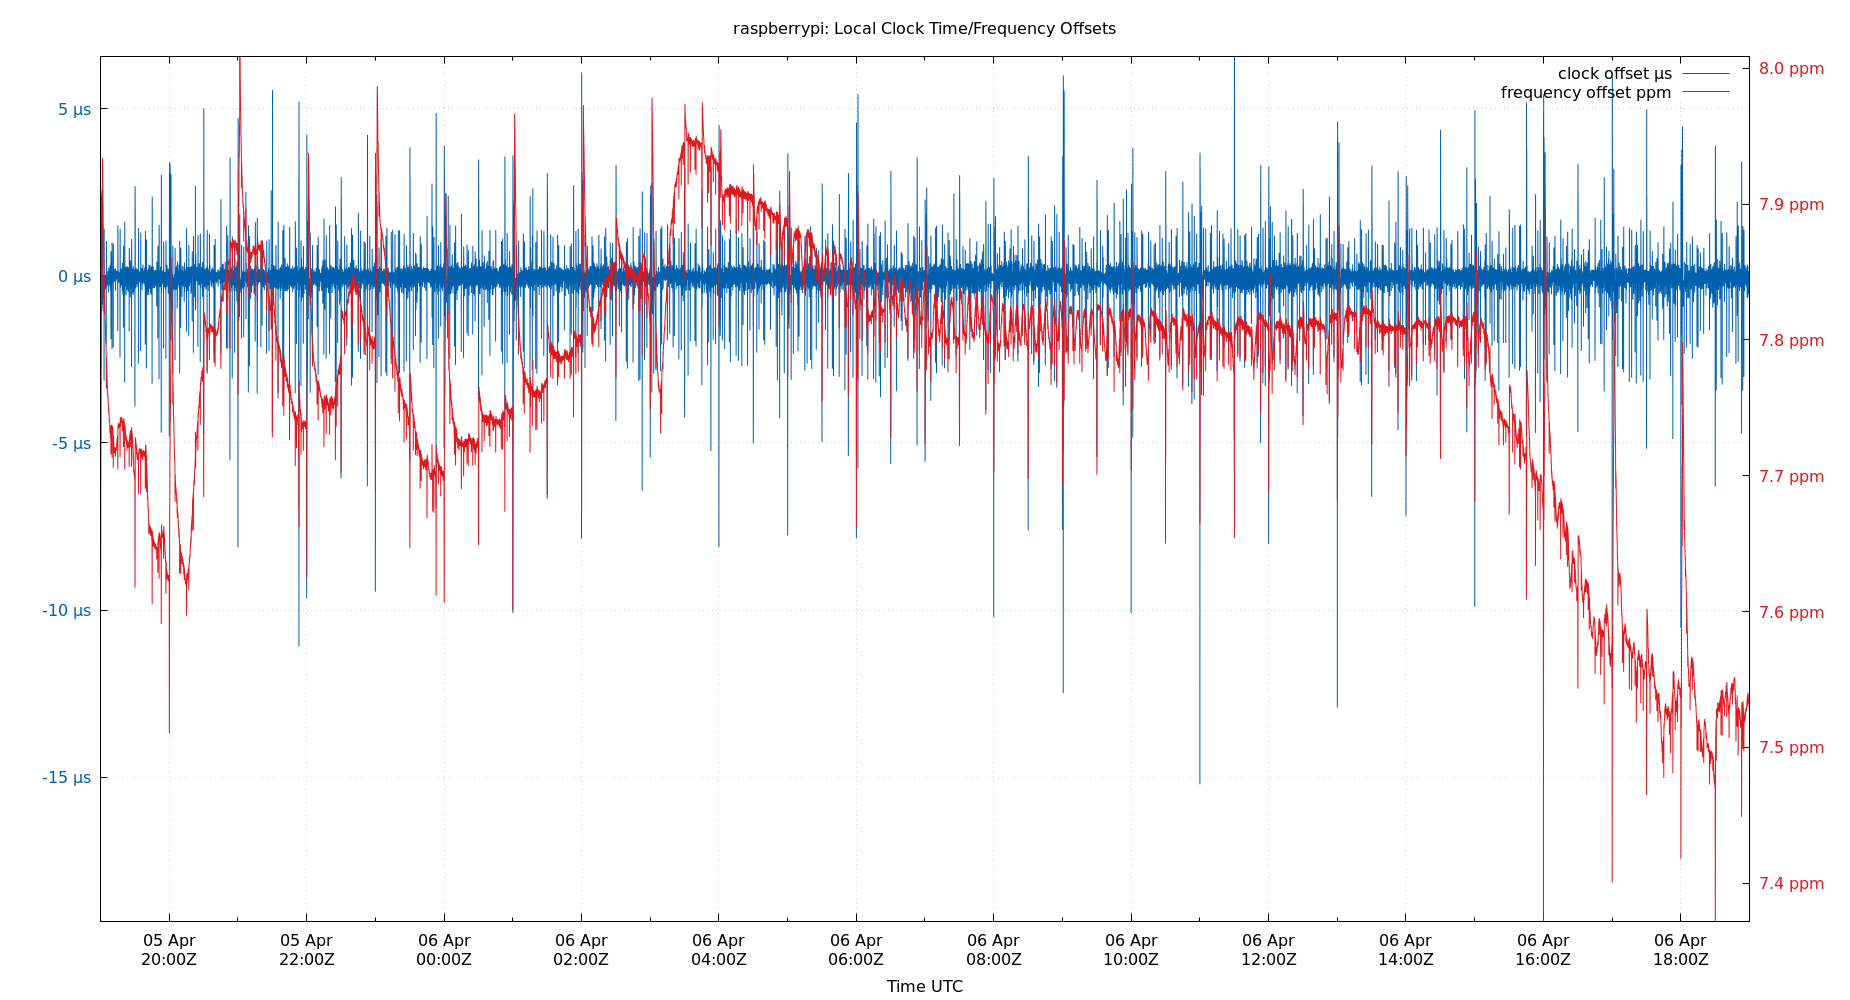 raspberrypi: Local Clock Time/Frequency Offsets
clock offset µs
frequency offset ppm
5 µs
0 µs
-5 µs
-10 µs
-15 µs
8.0 ppm
7.9 ppm
7.8 ppm
7.7 ppm
7.6 ppm
7.5 ppm
7.4 ppm
05 Apr
20:00Z
05 Apr
22:00Z
06 Apr
00:00Z
06 Apr
02:00Z
06 Apr
04:00Z
06 Apr
06:00Z
06 Apr
08:00Z
06 Apr
10:00Z
06 Apr
12:00Z
06 Apr
14:00Z
06 Apr
16:00Z
06 Apr
18:00Z
Time UTC